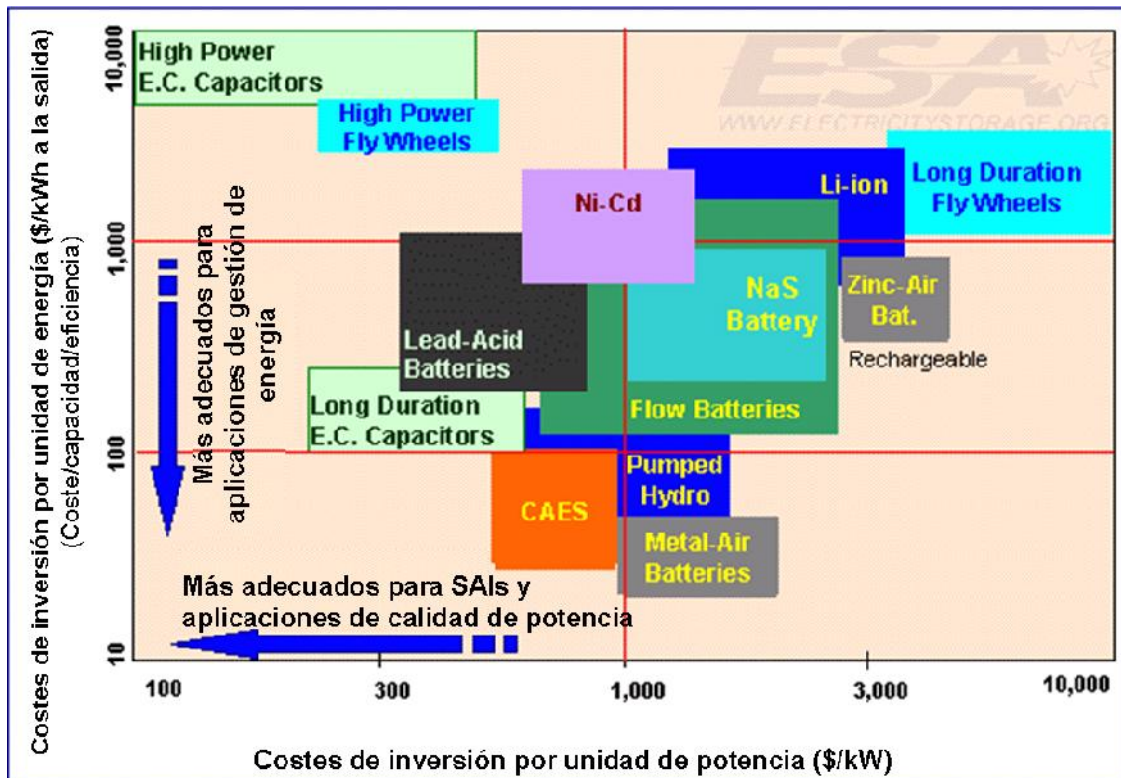 Costes de inversión por unidad de energía ($/kWh a la salida)
(Coste/capacidad/eficiencia)
10,000
1,000
100
10
ESA
WWW.ELECTRICITYSTORAGE.ORG
High Power
E.C. Capacitors
High Power
Fly Wheels
Ni-Cd
Li-ion
Long Duration
Fly Wheels
Más adecuados para
aplicaciones de gestión de
energía
Lead-Acid
Batteries
NaS
Battery
Zinc-Air
Bat.
Rechargeable
Long Duration
E.C. Capacitors
Flow Batteries
CAES
Pumped
Hydro
Metal-Air
Batteries
Más adecuados para SAIs y
aplicaciones de calidad de potencia
100
300
1,000
3,000
10,000
Costes de inversión por unidad de potencia ($/kW)